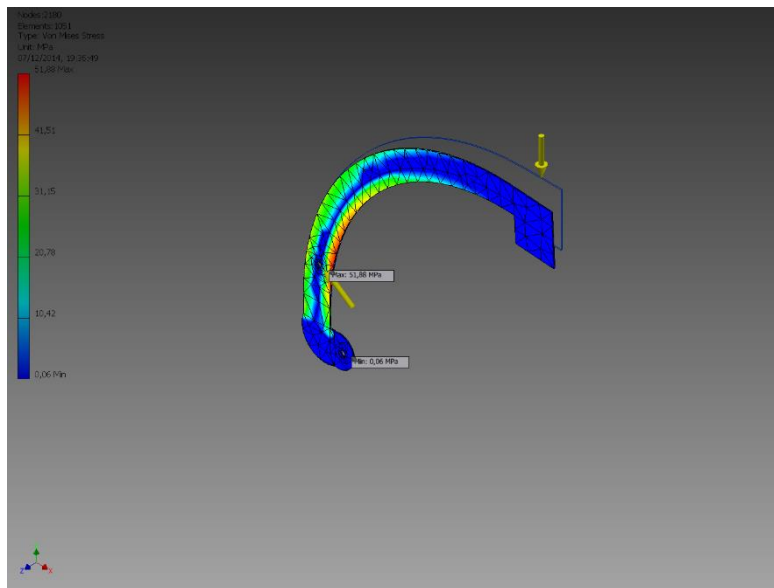 Nodes:2180
Elements:1051
Type: Von Mises Stress
Unit: MPa
07/12/2014, 19:35:49
51,88 Max
41,51
31,15
20,78
10,42
0,06 Min
Max: 51,88 MPa
Min: 0,06 MPa
Z
X